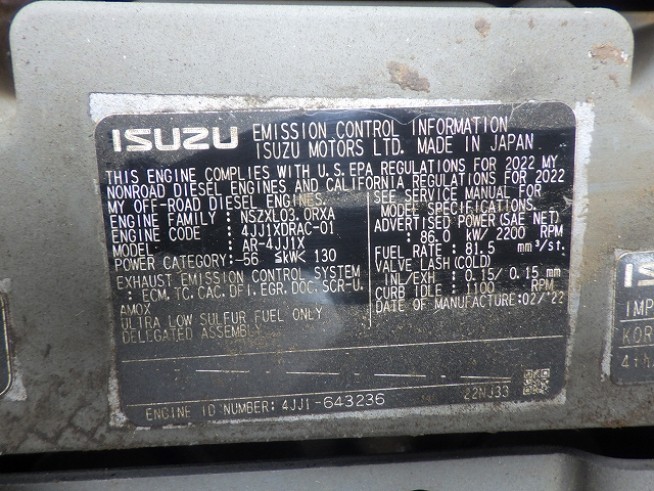 ISUZU EMISSION CONTROL INFORMATION
ISUZU MOTORS LTD. MADE IN JAPAN
THIS ENGINE COMPLIES WITH U.S.EPA REGULATIONS FOR 2022 MY
NONROAD DIESEL ENGINES AND CALIFORNIA REGULATIONS FOR 2022
MY OFF-ROAD DIESEL ENGINES.
ENGINE FAMILY : NSZXL03.0RXA
ENGINE CODE : 4JJ1XDRAC-01
MODEL : AR-4JJ1X
POWER CATEGORY: 56 ≤kW< 130
EXHAUST EMISSION CONTROL SYSTEM
: ECM, TC, CAC, DFI, EGR, DOC, SCR-U,
AMOX
ULTRA LOW SULFUR FUEL ONLY
DELEGATED ASSEMBLY
SEE SERVICE MANUAL FOR
MODEL SPECIFICATIONS.
ADVERTISED POWER(SAE NET)
: 86.0 kW/ 2200 RPM
FUEL RATE: 81.5 mm³/st.
VALVE LASH (COLD)
INL/EXH : 0.15/ 0.15 mm
CURB IDLE : 1100 RPM
DATE OF MANUFACTURE:02/'22
ENGINE ID NUMBER: 4JJ1-643236
22NJ33
IMP
KOR